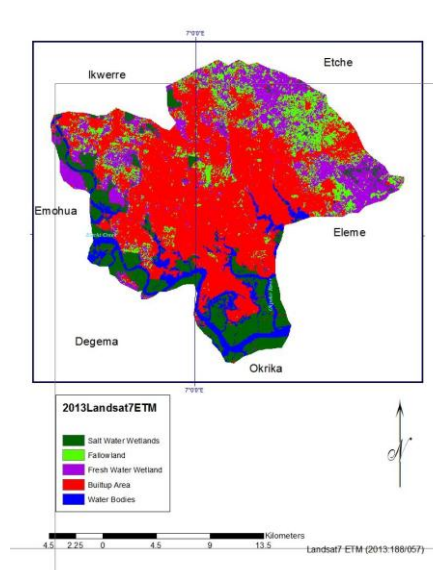 7°0'0"E
Ikwerre
Etche
Emohua
Eleme
Degema
Okrika
7°0'0"E
2013Landsat7ETM
Salt Water Wetlands
Fallowland
Fresh Water Wetland
Builtup Area
Water Bodies
N
Kilometers
4.5 2.25 0 4.5 9 13.5
Landsat7 ETM (2013:188/057)